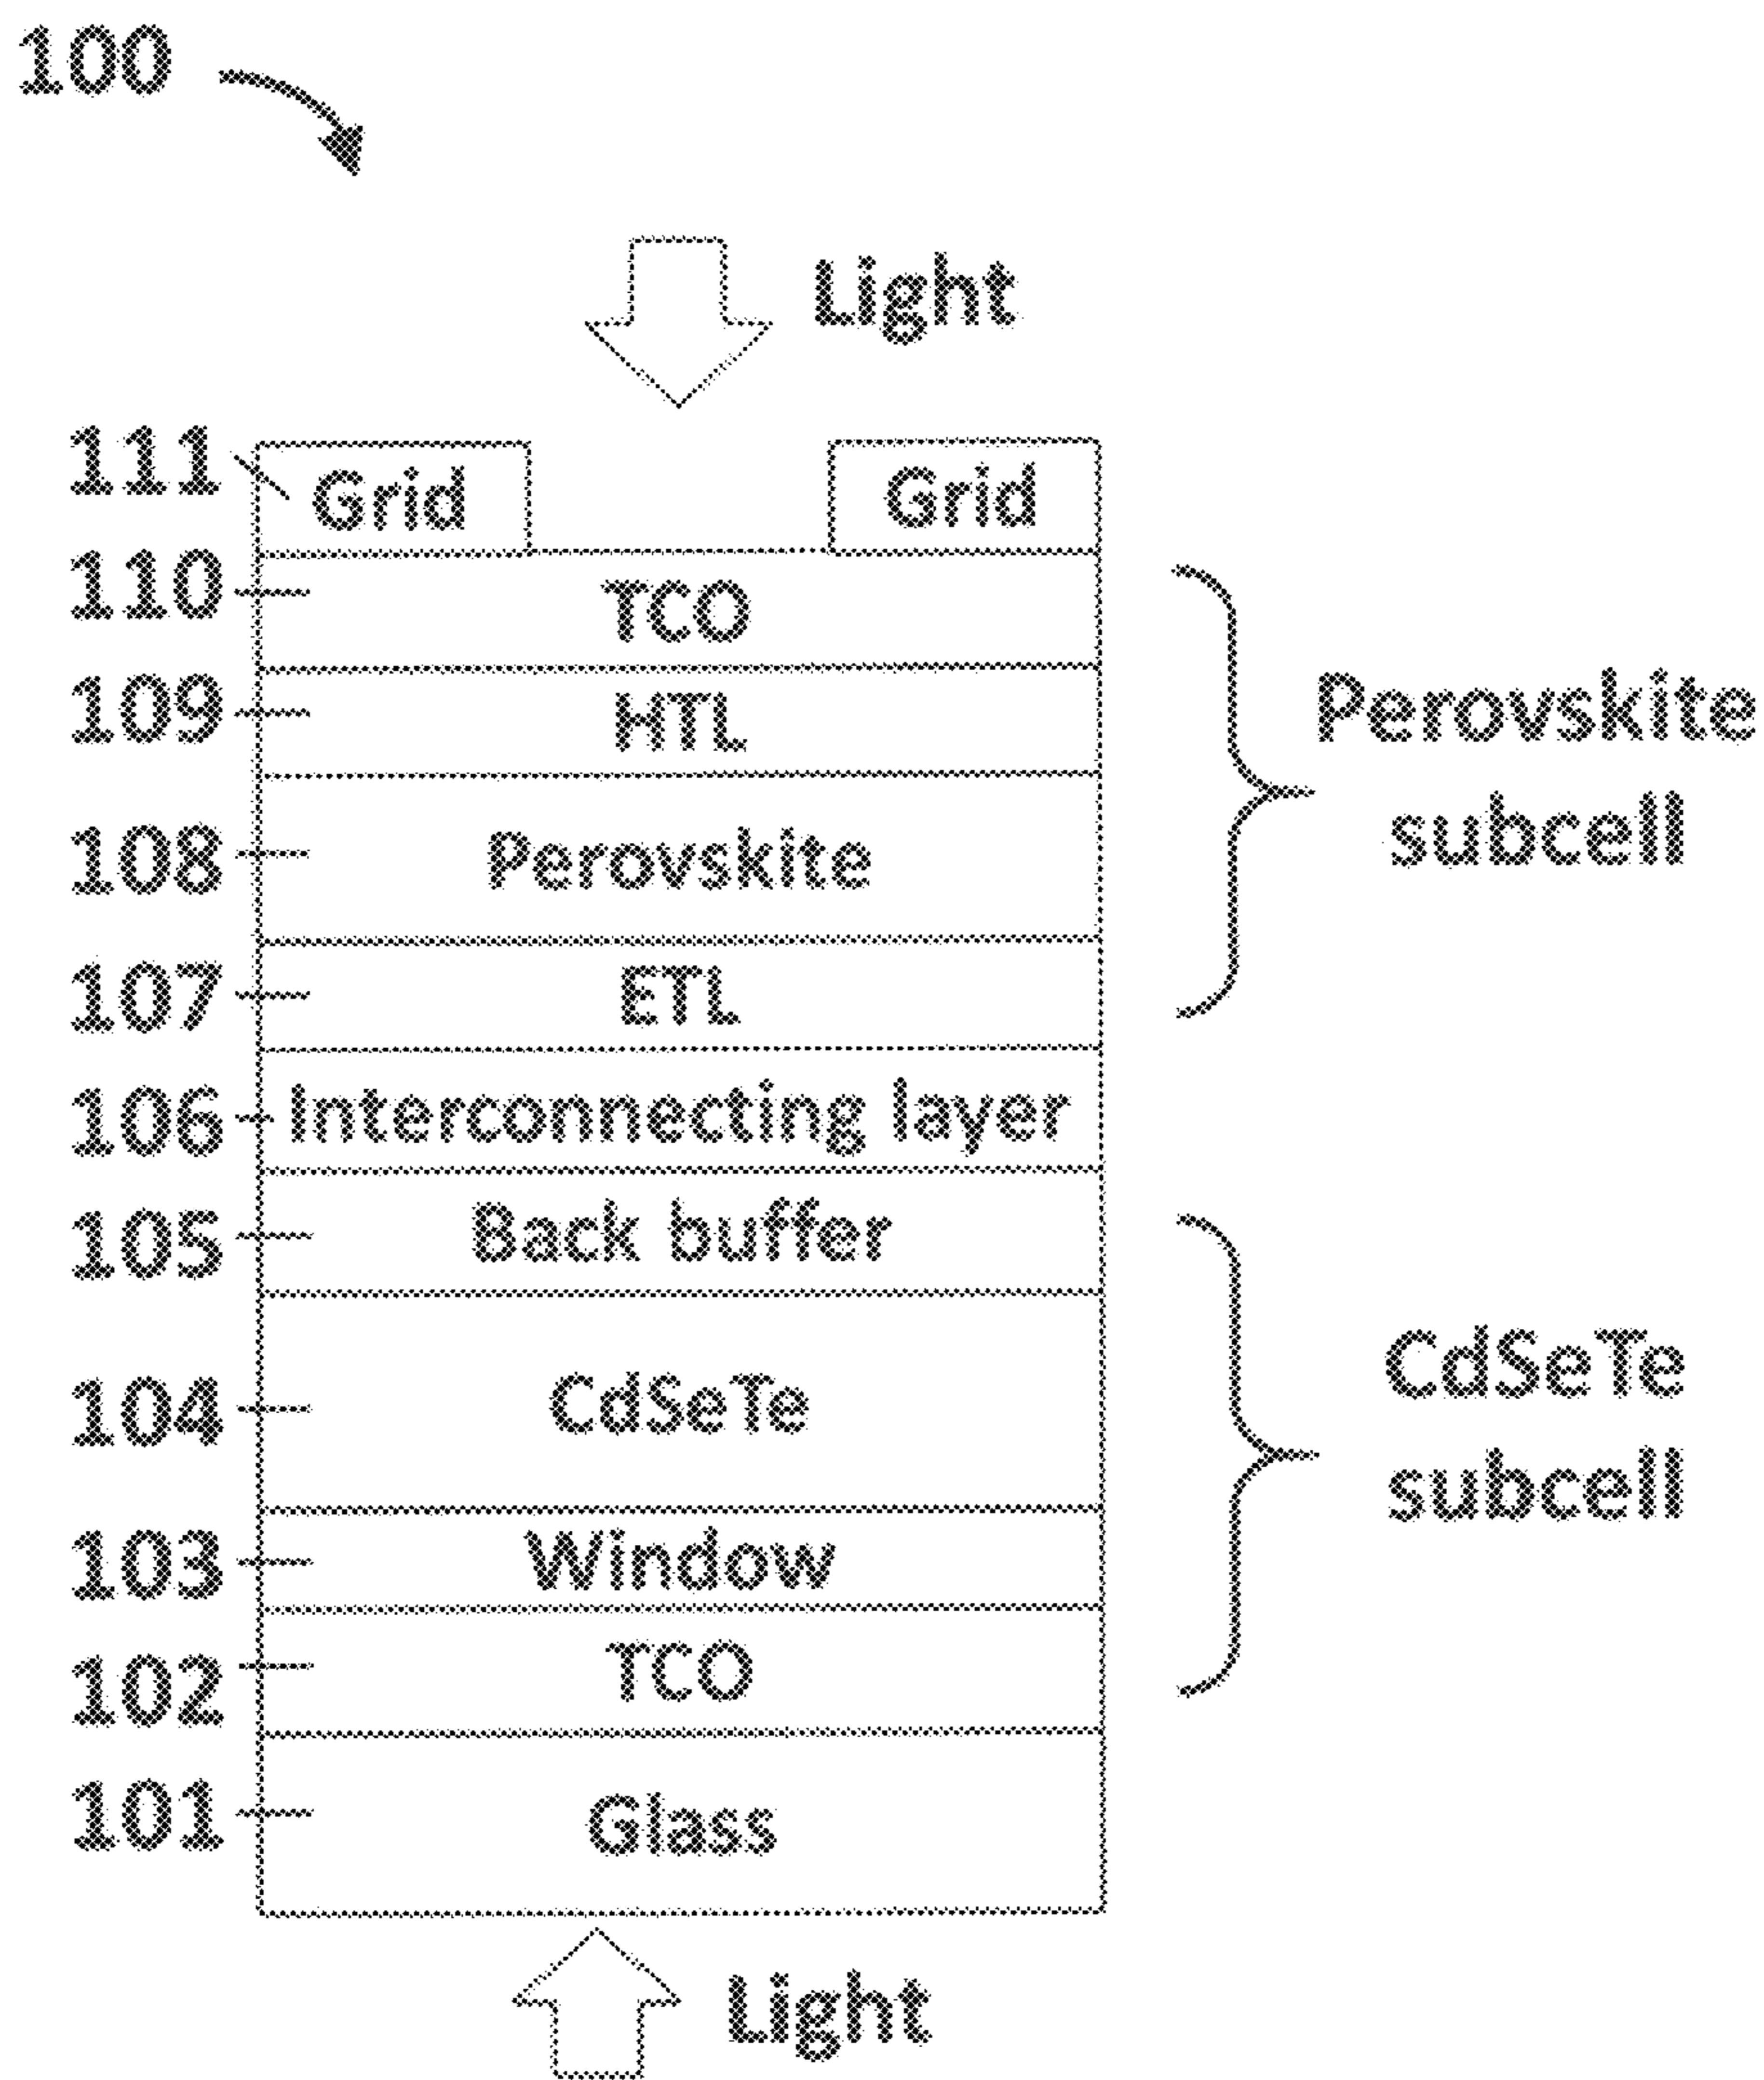 100
Light
111 Grid Grid
110 TCO
109 HTL
Perovskite
subcell
108 Perovskite
107 ETL
106 Interconnecting layer
105 Back buffer
104 CdSeTe
CdSeTe
subcell
103 Window
102 TCO
101 Glass
Light